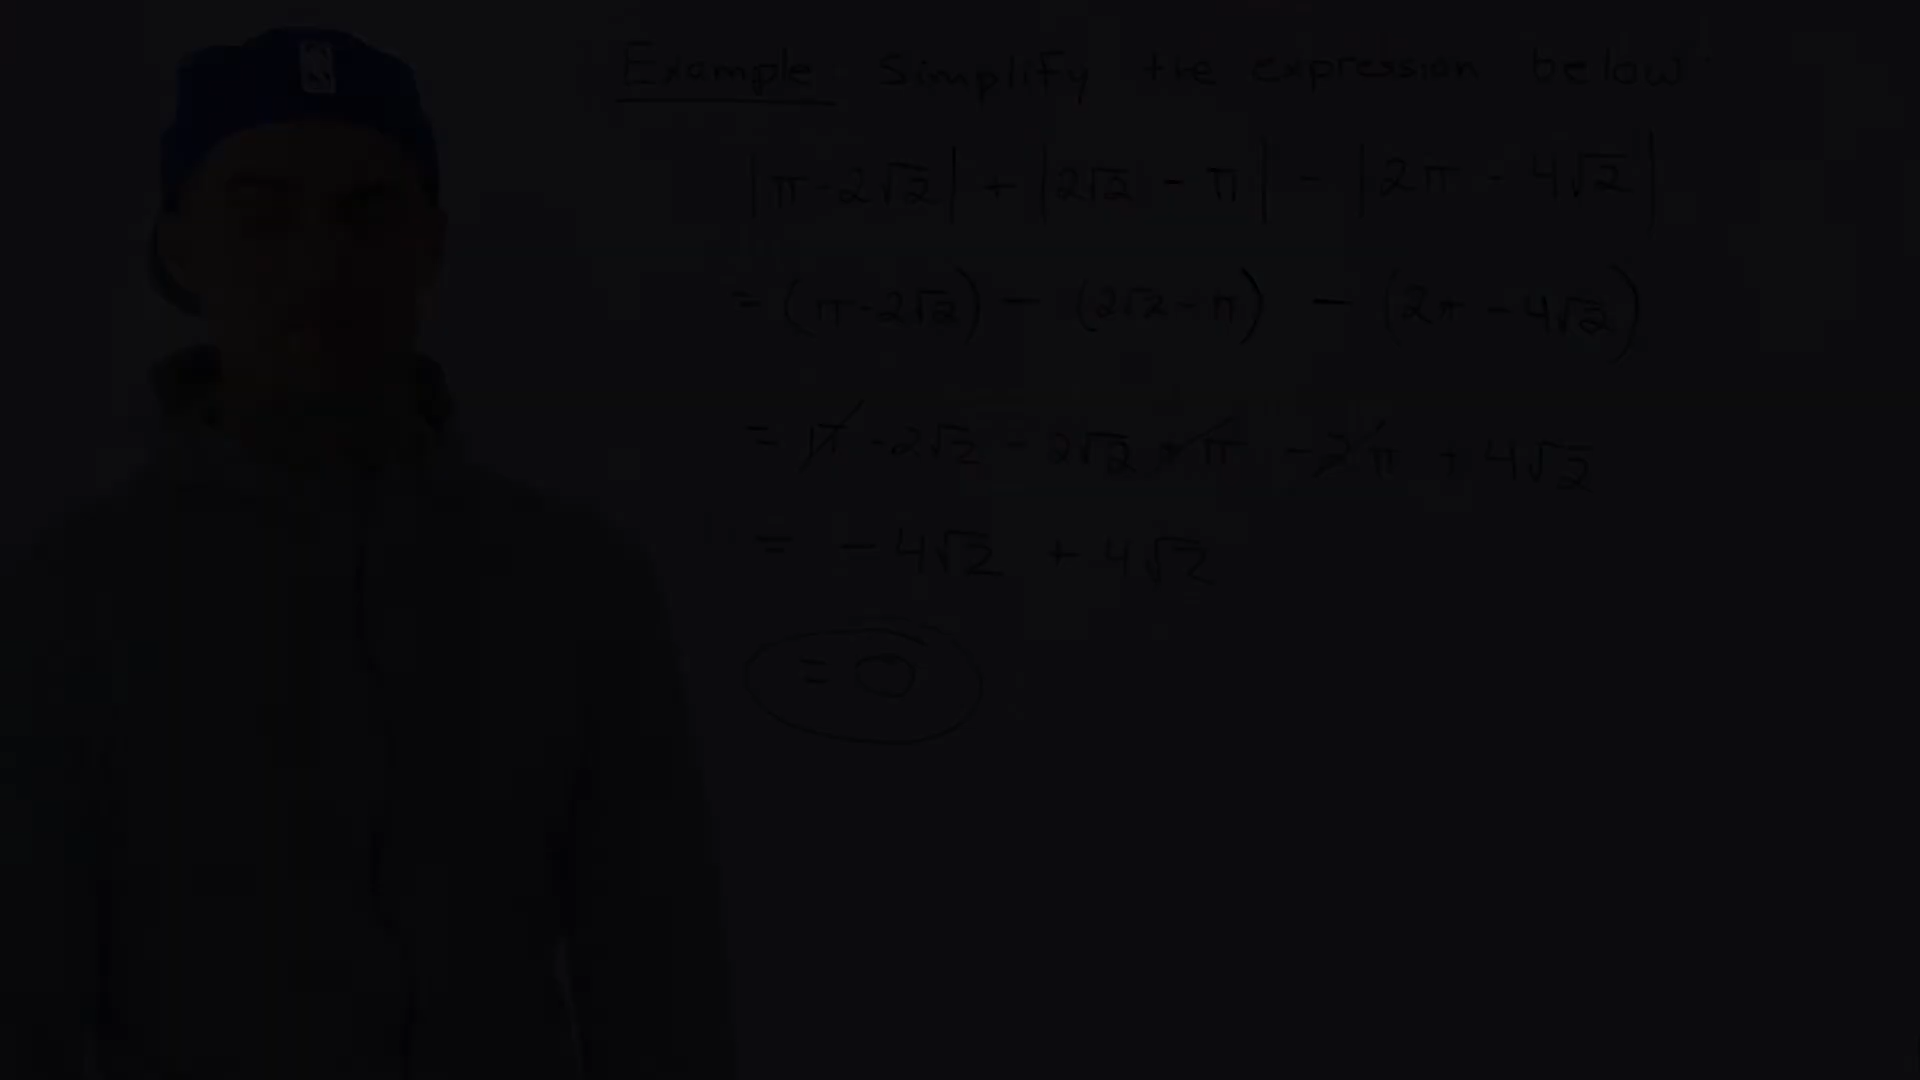 Example: Simplify the expression below:
|π - 2√2| + |2√2 - π| - |2π - 4√2|
= (π - 2√2) - (2√2 - π) - (2π - 4√2)
= π - 2√2 - 2√2 + π - 2π + 4√2
= - 4√2 + 4√2
= 0